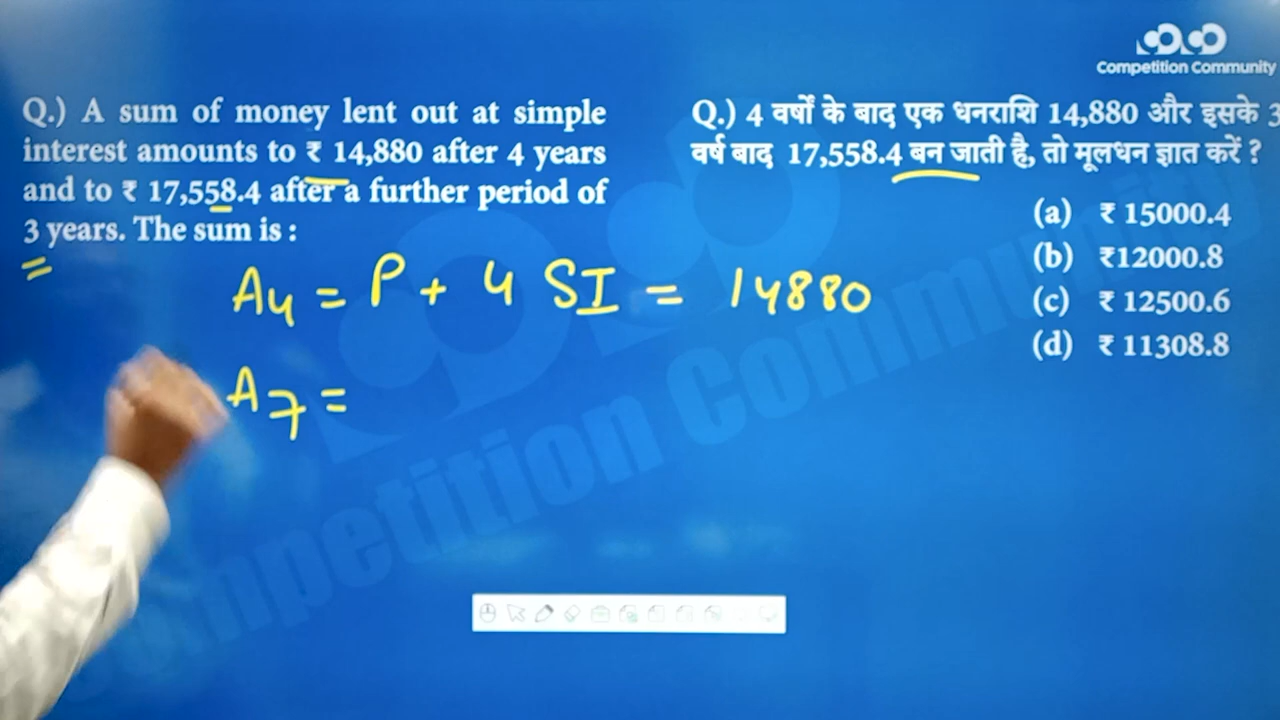 Competition Community
Q.) A sum of money lent out at simple
interest amounts to ₹ 14,880 after 4 years
and to ₹ 17,558.4 after a further period of
3 years. The sum is :
Q.) 4 वर्षों के बाद एक धनराशि 14,880 और इसके 3
वर्ष बाद 17,558.4 बन जाती है, तो मूलधन ज्ञात करें ?
(a) ₹ 15000.4
(b) ₹12000.8
(c) ₹ 12500.6
(d) ₹ 11308.8
A4 = P + 4 SI = 14880
A7 =
Competition Community